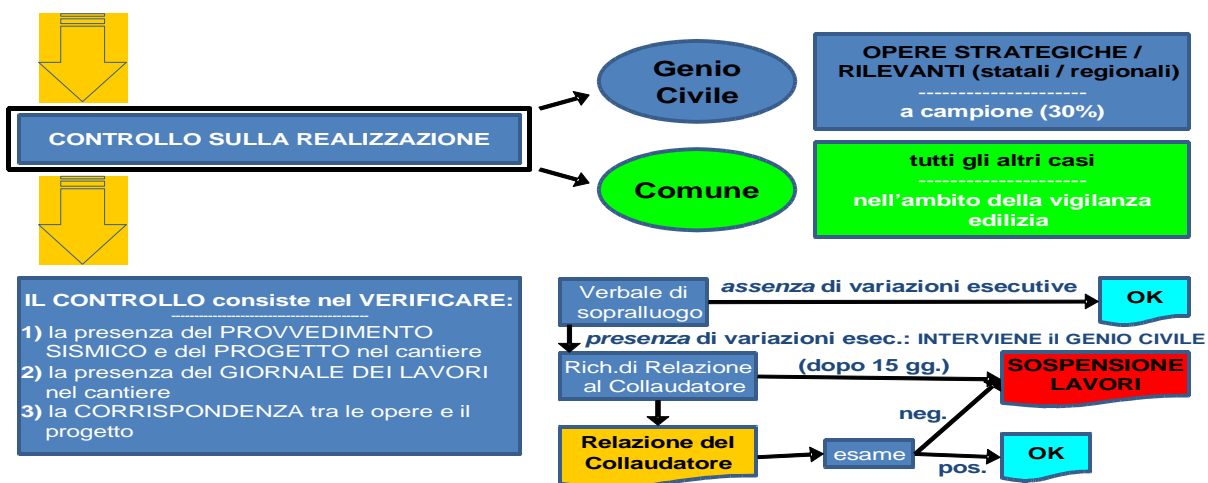 CONTROLLO SULLA REALIZZAZIONE
Genio
Civile
OPERE STRATEGICHE /
RILEVANTI (statali / regionali)
---------------------
a campione (30%)
Comune
tutti gli altri casi
---------------------
nell'ambito della vigilanza
edilizia
IL CONTROLLO consiste nel VERIFICARE:
-------------------------------------------
1) la presenza del PROVVEDIMENTO
SISMICO e del PROGETTO nel cantiere
2) la presenza del GIORNALE DEI LAVORI
nel cantiere
3) la CORRISPONDENZA tra le opere e il
progetto
Verbale di
sopralluogo
assenza di variazioni esecutive
OK
presenza di variazioni esec.: INTERVIENE il GENIO CIVILE
Rich.di Relazione
al Collaudatore
(dopo 15 gg.)
SOSPENSIONE
LAVORI
neg.
Relazione del
Collaudatore
esame
pos.
OK